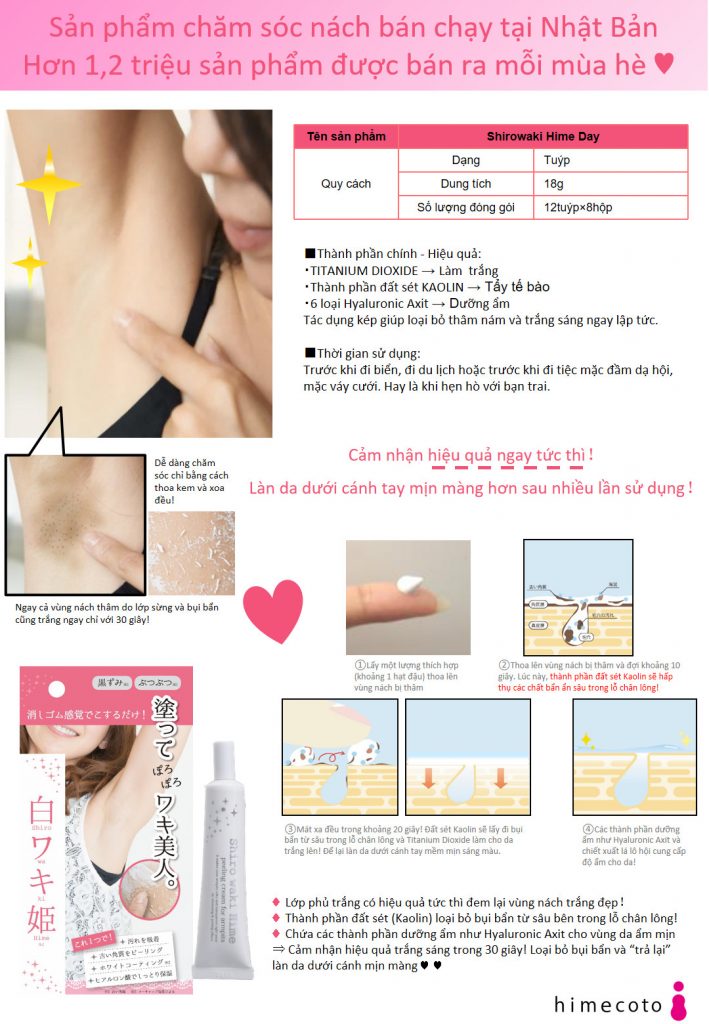 Sản phẩm chăm sóc nách bán chạy tại Nhật Bản
Hơn 1,2 triệu sản phẩm được bán ra mỗi mùa hè ♥
Tên sản phẩm Shirowaki Hime Day
Quy cách
Dạng Tuýp
Dung tích 18g
Số lượng đóng gói 12tuýp×8hộp
■Thành phần chính - Hiệu quả:
・TITANIUM DIOXIDE → Làm trắng
・Thành phần đất sét KAOLIN → Tẩy tế bào
・6 loại Hyaluronic Axit → Dưỡng ẩm
Tác dụng kép giúp loại bỏ thâm nám và trắng sáng ngay lập tức.
■Thời gian sử dụng:
Trước khi đi biển, đi du lịch hoặc trước khi đi tiệc mặc đầm dạ hội,
mặc váy cưới. Hay là khi hẹn hò với bạn trai.
Cảm nhận hiệu quả ngay tức thì !
Làn da dưới cánh tay mịn màng hơn sau nhiều lần sử dụng !
Dễ dàng chăm
sóc chỉ bằng cách
thoa kem và xoa
đều!
Ngay cả vùng nách thâm do lớp sừng và bụi bẩn
cũng trắng ngay chỉ với 30 giây!
古い角質
角質層
毛穴
①Lấy một lượng thích hợp
(khoảng 1 hạt đậu) thoa lên
vùng nách bị thâm
②Thoa lên vùng nách bị thâm và đợi khoảng 10
giây. Lúc này, thành phần đất sét Kaolin sẽ hấp
thụ các chất bẩn ẩn sâu trong lỗ chân lông!
③Mát xa đều trong khoảng 20 giây! Đất sét Kaolin sẽ lấy đi bụi
bẩn từ sâu trong lỗ chân lông và Titanium Dioxide làm cho da
trắng lên! Để lại làn da dưới cánh tay mềm mịn sáng màu.
④Các thành phần dưỡng
ẩm như Hyaluronic Axit và
chiết xuất lá lô hội cung cấp
độ ẩm cho da!
黒ずみ ぶつぶつ
消しゴム感覚でこするだけ!
塗って
ぽろ
ぽろ
ワキ美人。
白ワキ姫
Shiro
wa
ki
Hime
これ1つで!
+汚れを吸着
+古い角質をピーリング
+ホワイトコーティング
+ヒアルロン酸でしっとり保湿
Shiro waki Hime
peeling cream for armpits
♦ Lớp phủ trắng có hiệu quả tức thì đem lại vùng nách trắng đẹp !
♦ Thành phần đất sét (Kaolin) loại bỏ bụi bẩn từ sâu bên trong lỗ chân lông!
♦ Chứa các thành phần dưỡng ẩm như Hyaluronic Axit cho vùng da ẩm mịn
⇒ Cảm nhận hiệu quả trắng sáng trong 30 giây! Loại bỏ bụi bẩn và “trả lại”
làn da dưới cánh mịn màng♥ ♥
himecoto